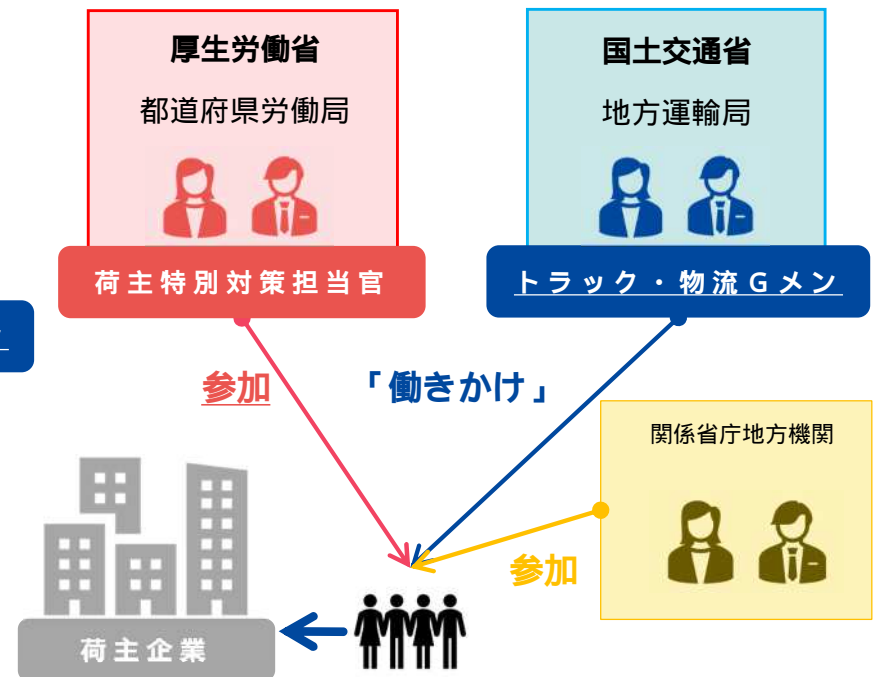 厚生労働省
都道府県労働局
荷主特別対策担当官
国土交通省
地方運輸局
トラック・物流Gメン
参加
「働きかけ」
関係省庁地方機関
参加
荷主企業